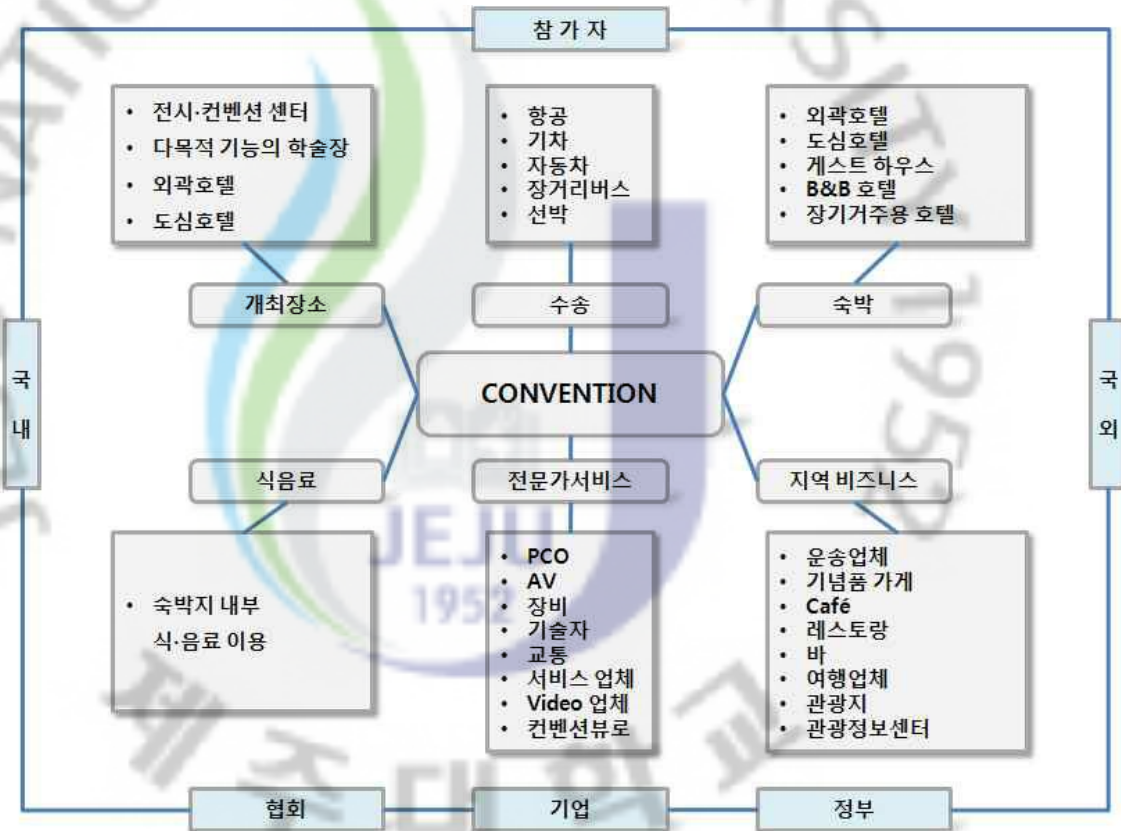 참 가 자
• 전시·컨벤션 센터
• 다목적 기능의 학술장
• 외곽호텔
• 도심호텔
• 항공
• 기차
• 자동차
• 장거리버스
• 선박
• 외곽호텔
• 도심호텔
• 게스트 하우스
• B&B 호텔
• 장기거주용 호텔
개최장소
수송
숙박
국
내
CONVENTION
국
외
식음료
전문가서비스
지역 비즈니스
• 숙박지 내부
식·음료 이용
• PCO
• AV
• 장비
• 기술자
• 교통
• 서비스 업체
• Video 업체
• 컨벤션뷰로
• 운송업체
• 기념품 가게
• Café
• 레스토랑
• 바
• 여행업체
• 관광지
• 관광정보센터
협회
기업
정부
JEJU
1952
제주대학교